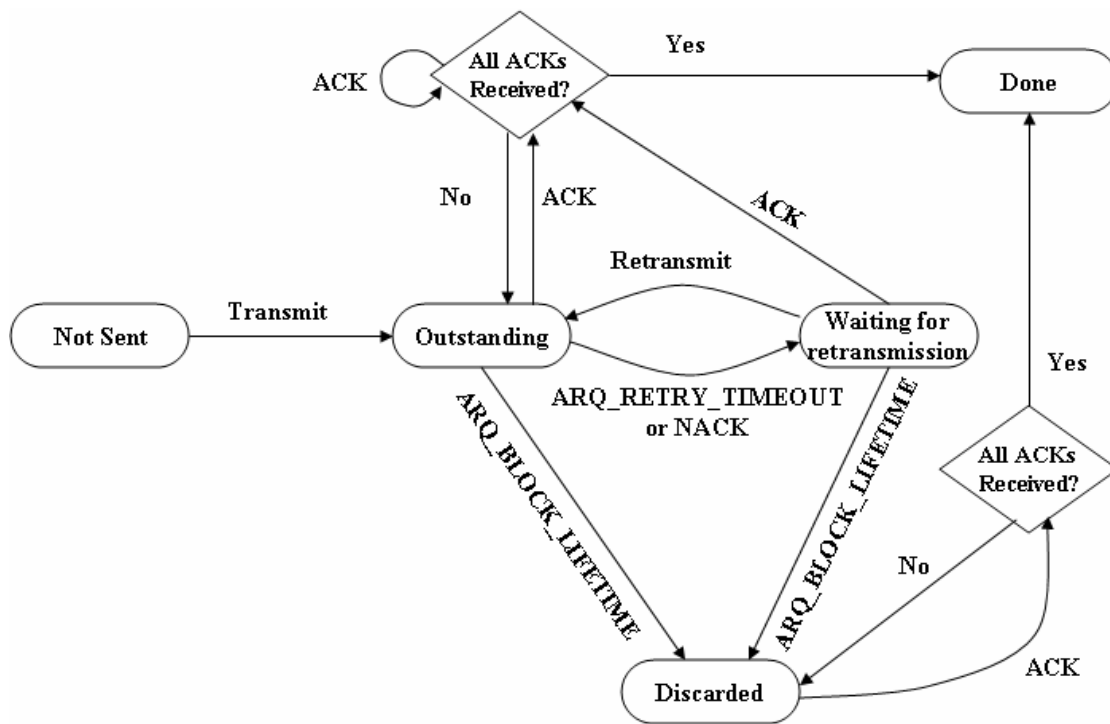 Yes
All ACKs
Received?
ACK
Done
No
ACK
ACK
Retransmit
Transmit
Not Sent
Outstanding
Waiting for
retransmission
Yes
ARQ_RETRY_TIMEOUT
or NACK
ARQ_BLOCK_LIFETIME
ARQ_BLOCK_LIFETIME
All ACKs
Received?
No
ACK
Discarded